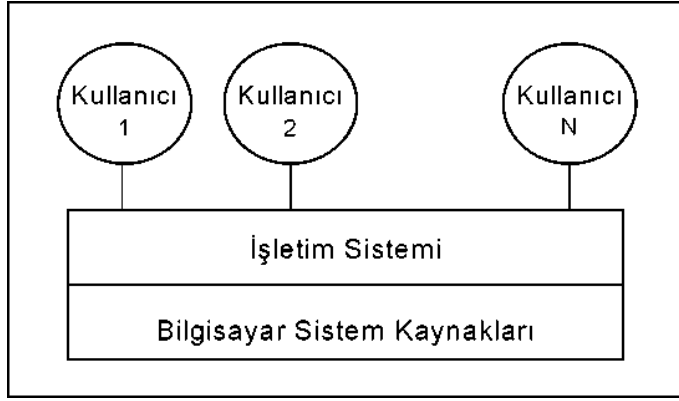 Kullanıcı
1
Kullanıcı
2
Kullanıcı
N
İşletim Sistemi
Bilgisayar Sistem Kaynakları